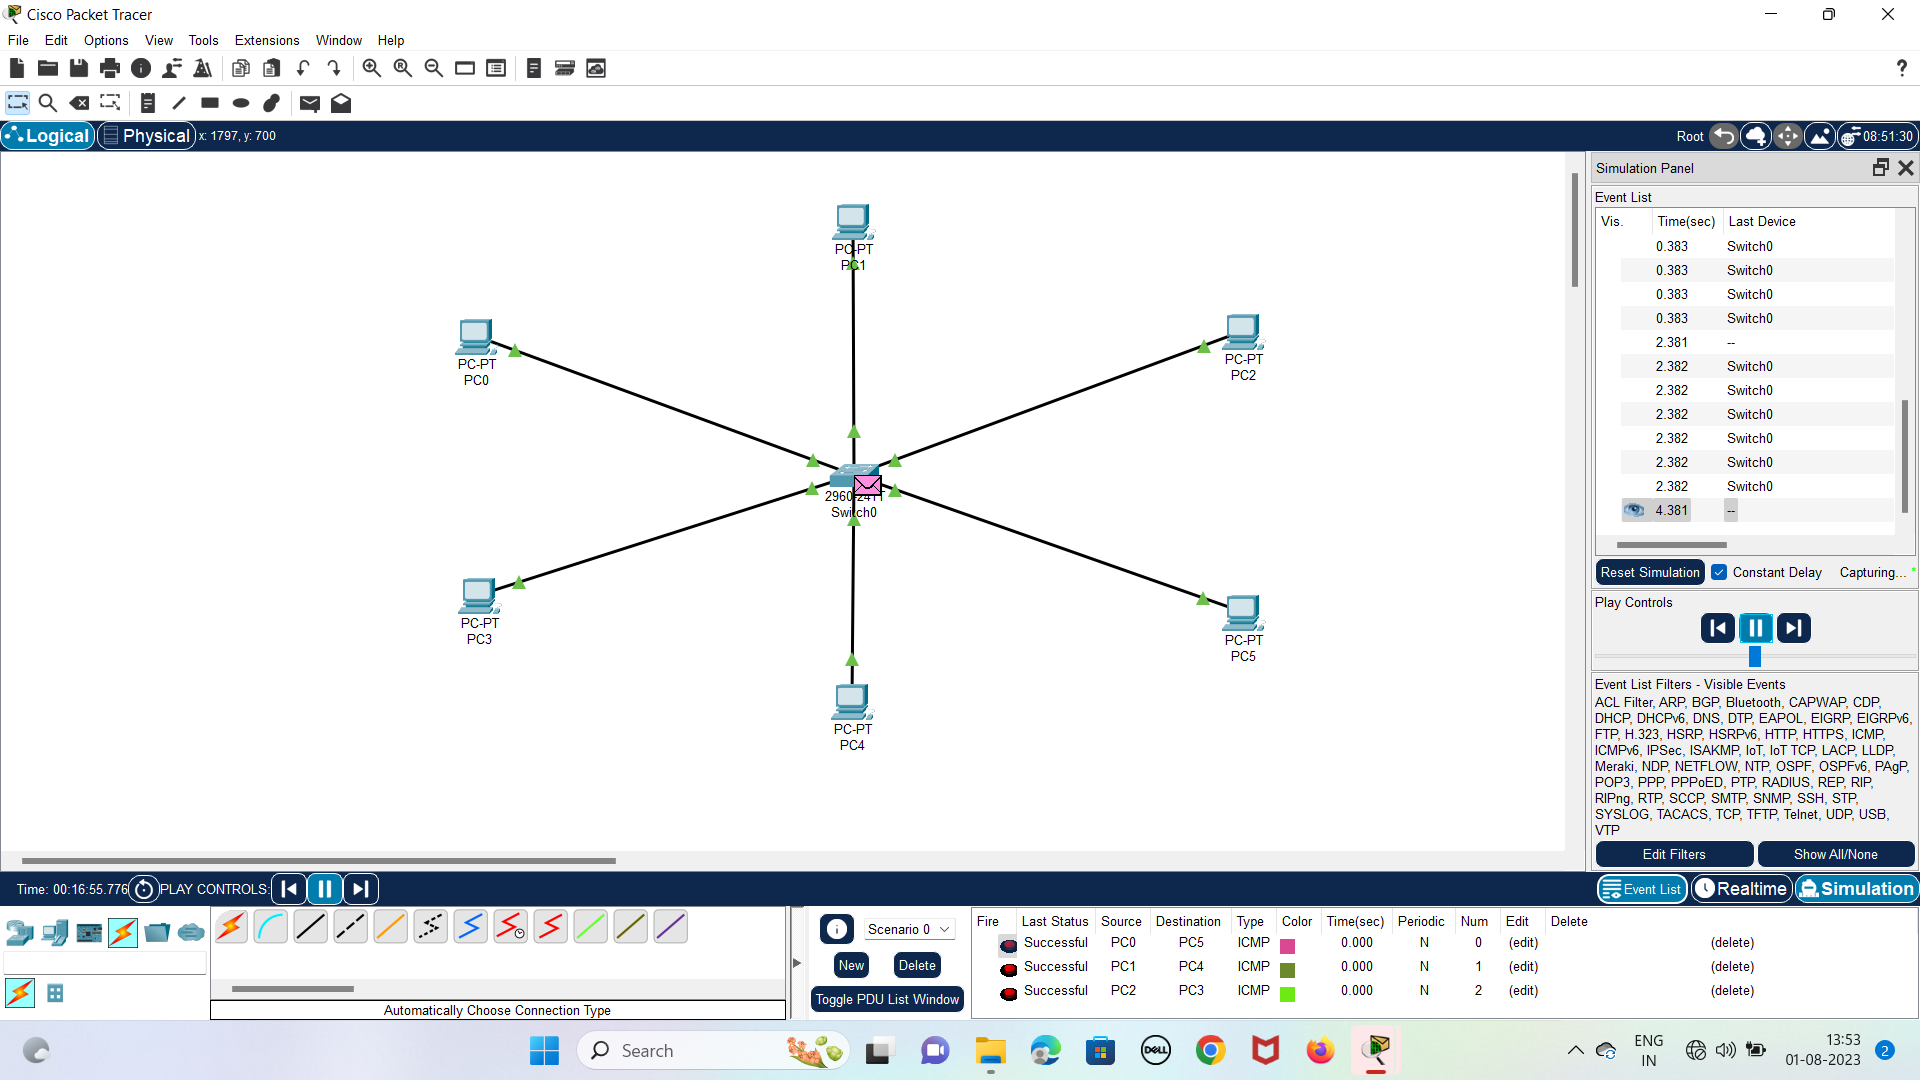 Cisco Packet Tracer
File Edit Options View Tools Extensions Window Help
?
Logical Physical x: 1797, y: 700 Root 08:51:30
PC-PT
PC1
PC-PT
PC0
PC-PT
PC2
2960-24TT
Switch0
PC-PT
PC3
PC-PT
PC5
PC-PT
PC4
Simulation Panel
Event List
Vis. Time(sec) Last Device
0.383 Switch0
0.383 Switch0
0.383 Switch0
0.383 Switch0
2.381 --
2.382 Switch0
2.382 Switch0
2.382 Switch0
2.382 Switch0
2.382 Switch0
2.382 Switch0
4.381 --
Reset Simulation Constant Delay Capturing...
Play Controls
Event List Filters - Visible Events
ACL Filter, ARP, BGP, Bluetooth, CAPWAP, CDP,
DHCP, DHCPv6, DNS, DTP, EAPOL, EIGRP, EIGRPv6,
FTP, H.323, HSRP, HSRPv6, HTTP, HTTPS, ICMP,
ICMPv6, IPSec, ISAKMP, IoT, IoT TCP, LACP, LLDP,
Meraki, NDP, NETFLOW, NTP, OSPF, OSPFv6, PAgP,
POP3, PPP, PPPoED, PTP, RADIUS, REP, RIP,
RIPng, RTP, SCCP, SMTP, SNMP, SSH, STP,
SYSLOG, TACACS, TCP, TFTP, Telnet, UDP, USB,
VTP
Edit Filters Show All/None
Time: 00:16:55.776 PLAY CONTROLS: Event List Realtime Simulation
Automatically Choose Connection Type
Scenario 0
New Delete
Toggle PDU List Window
Fire Last Status Source Destination Type Color Time(sec) Periodic Num Edit Delete
Successful PC0 PC5 ICMP 0.000 N 0 (edit) (delete)
Successful PC1 PC4 ICMP 0.000 N 1 (edit) (delete)
Successful PC2 PC3 ICMP 0.000 N 2 (edit) (delete)
Search
DELL
ENG
IN
13:53
01-08-2023
2